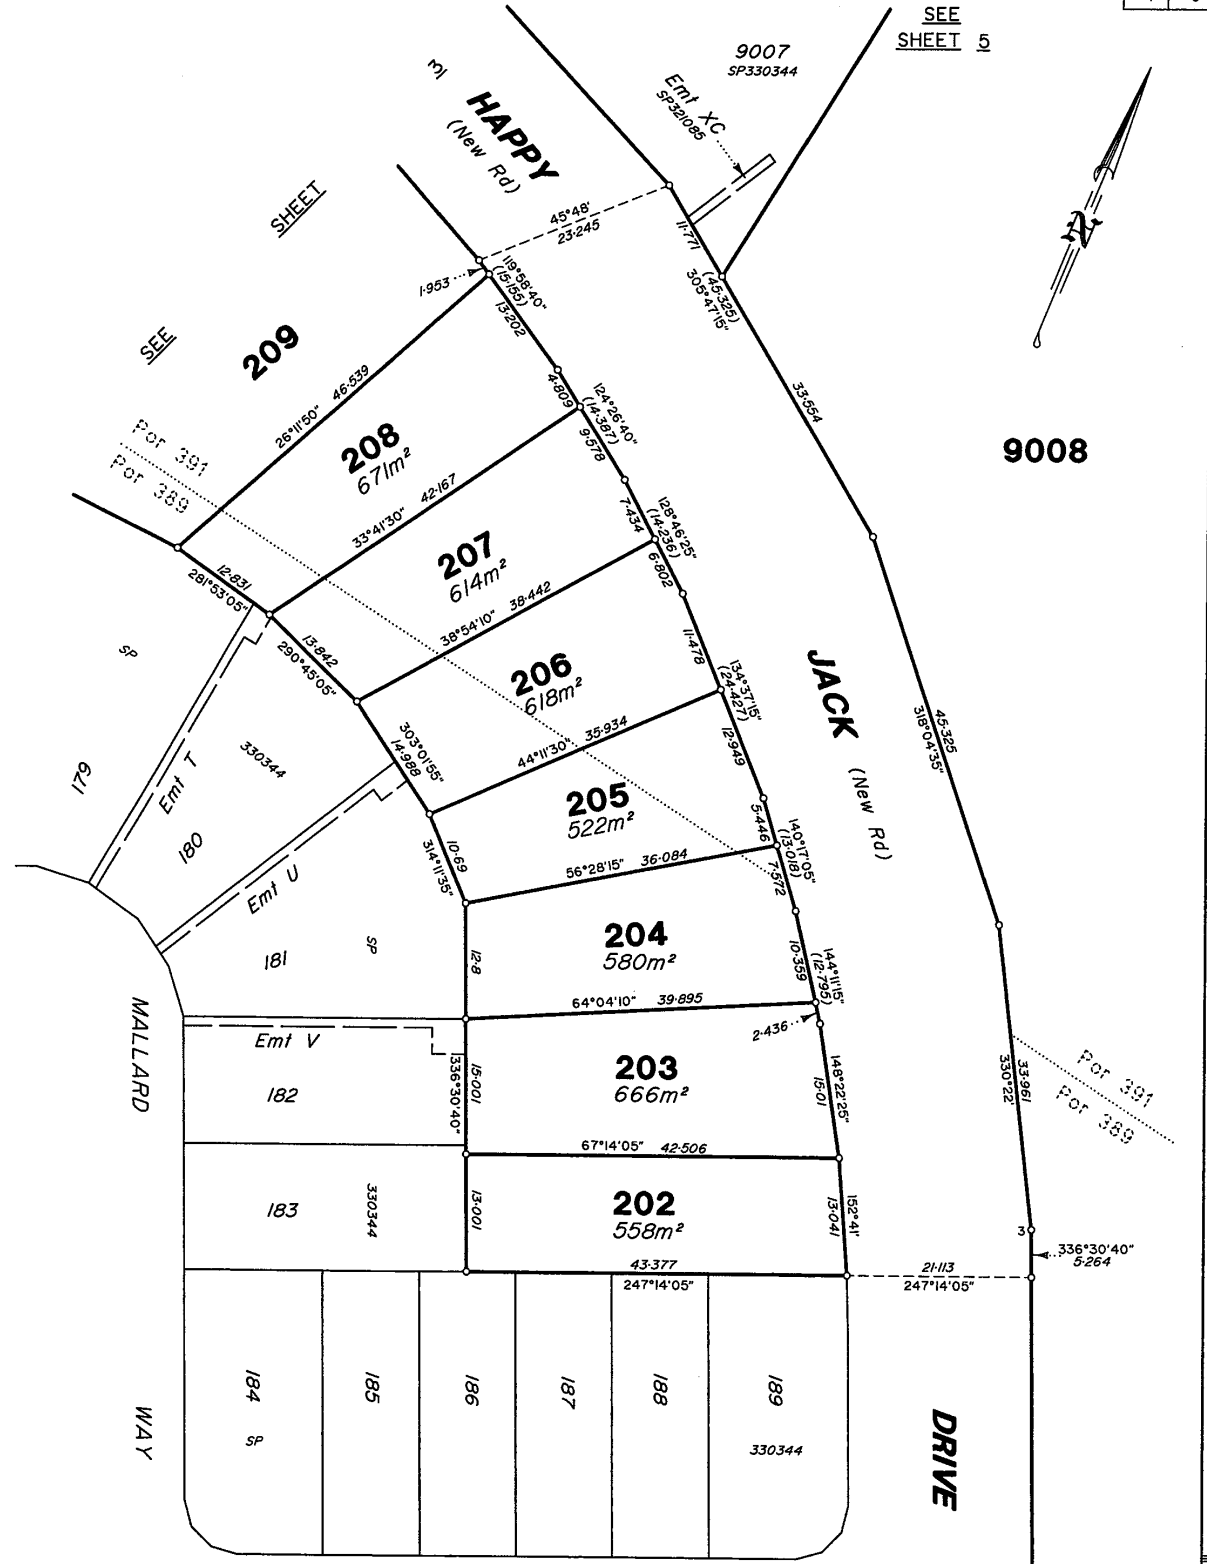 SEE
SHEET 5
9007
SP330344
Emt XC
SP321085
31
HAPPY
(New Rd)
45°48'
23·245
11·771
(45·325)
305°47'15"
33·554
9008
N
SHEET
SEE
1·953
119°58'40"
(15·155)
13·202
209
26°11'50" 46·539
4·809
124°26'40"
(14·387)
9·578
Por 391
Por 389
208
671m²
33°41'30" 42·167
7·434
128°46'25"
(14·236)
6·802
12·831
281°53'05"
207
614m²
38°54'10" 38·442
13·842
290°45'05"
11·478
134°37'15"
(24·427)
12·949
206
618m²
44°11'30" 35·934
303°01'55"
14·988
JACK
(New Rd)
45·325
318°04'35"
SP
179
Emt T
330344
180
Emt U
205
522m²
5·446
140°17'05"
(13·018)
7·572
56°28'15" 36·084
10·69
314°11'35"
181
SP
12·8
204
580m²
10·359
144°11'15"
(12·795)
64°04'10" 39·895
2·436
MALLARD
Emt V
182
15·001
336°30'40"
203
666m²
15·01
148°22'25"
67°14'05" 42·506
33·961
330°22'
Por 391
Por 389
183
330344
13·001
202
558m²
152°41'
13·041
43·377
247°14'05"
21·113
247°14'05"
3
336°30'40"
5·264
184
SP
185
186
187
188
189
330344
WAY
DRIVE